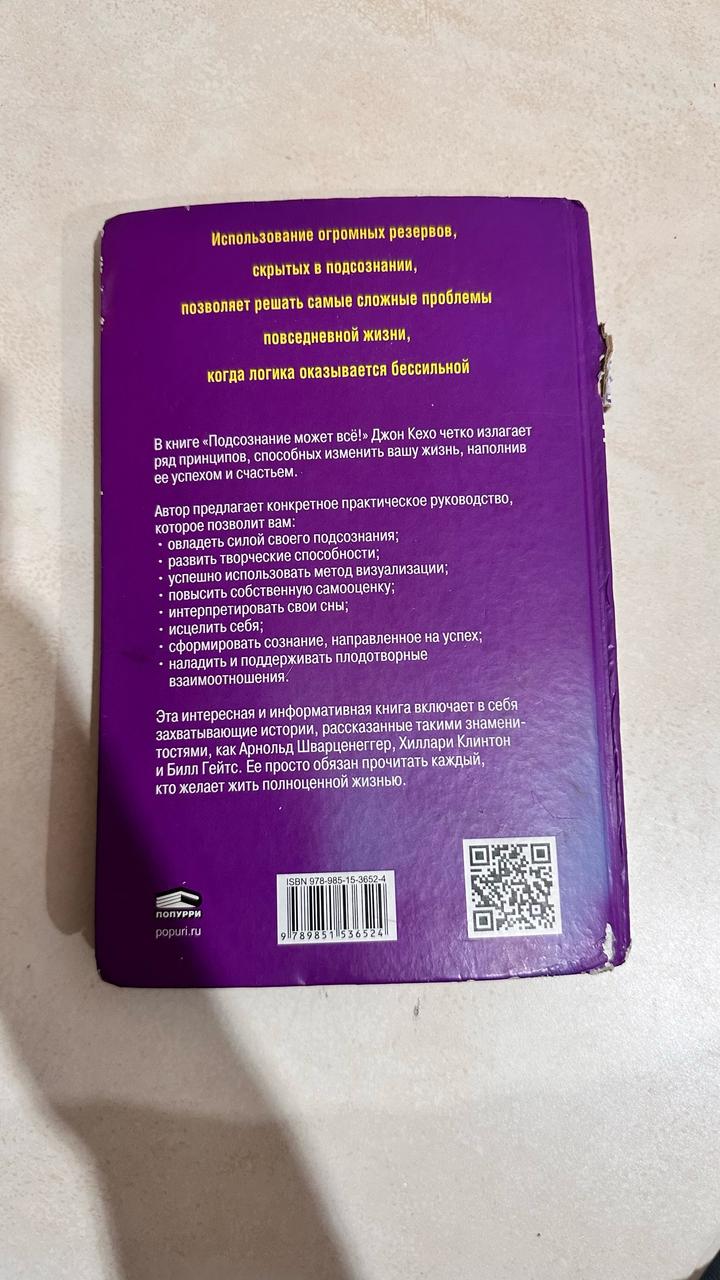 Использование огромных резервов,
скрытых в подсознании,
позволяет решать самые сложные проблемы
повседневной жизни,
когда логика оказывается бессильной
В книге «Подсознание может всё!» Джон Кехо четко излагает
ряд принципов, способных изменить вашу жизнь, наполнив
ее успехом и счастьем.
Автор предлагает конкретное практическое руководство,
которое позволит вам:
• овладеть силой своего подсознания;
• развить творческие способности;
• успешно использовать метод визуализации;
• повысить собственную самооценку;
• интерпретировать свои сны;
• исцелить себя;
• сформировать сознание, направленное на успех;
• наладить и поддерживать плодотворные
взаимоотношения.
Эта интересная и информативная книга включает в себя
захватывающие истории, рассказанные такими знамени-
тостями, как Арнольд Шварценеггер, Хиллари Клинтон
и Билл Гейтс. Ее просто обязан прочитать каждый,
кто желает жить полноценной жизнью.
ПОПУРРИ
popuri.ru
ISBN 978-985-15-3652-4
9 789851 536524